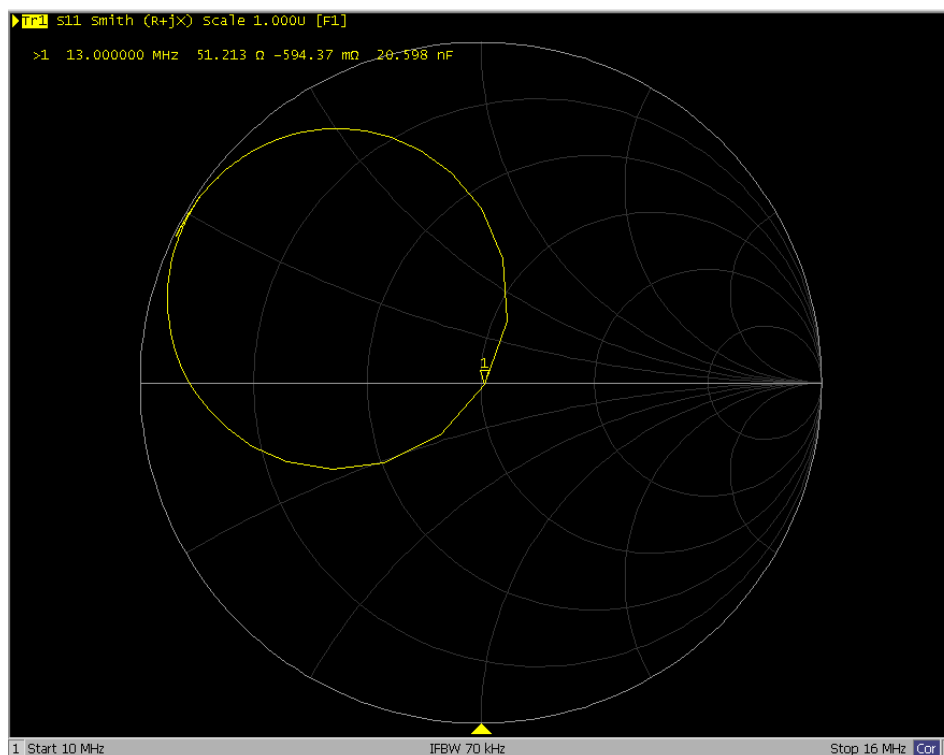 Tr1 S11 Smith (R+jX) Scale 1.000U [F1]
>1 13.000000 MHz 51.213 Ω -594.37 mΩ 20.598 nF
1
1 Start 10 MHz IFBW 70 kHz Stop 16 MHz Cor